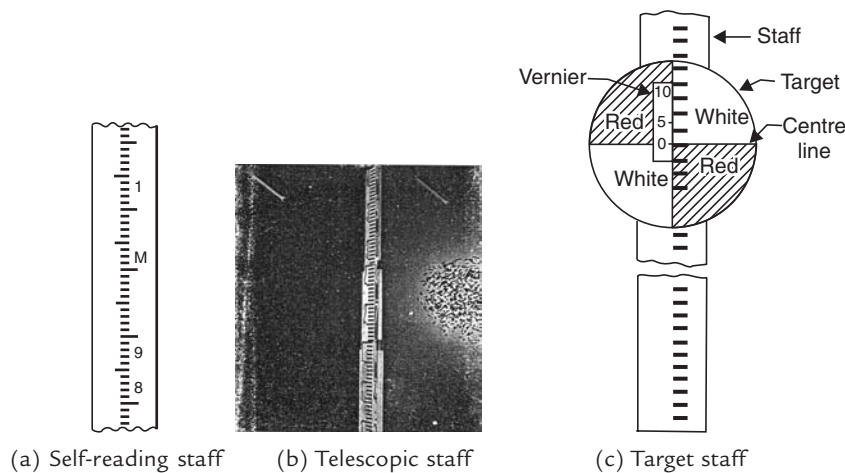 Staff
Vernier
Target
10
White
Red
5
Centre
line
0
White
Red
1
M
9
8
(a) Self-reading staff
(b) Telescopic staff
(c) Target staff